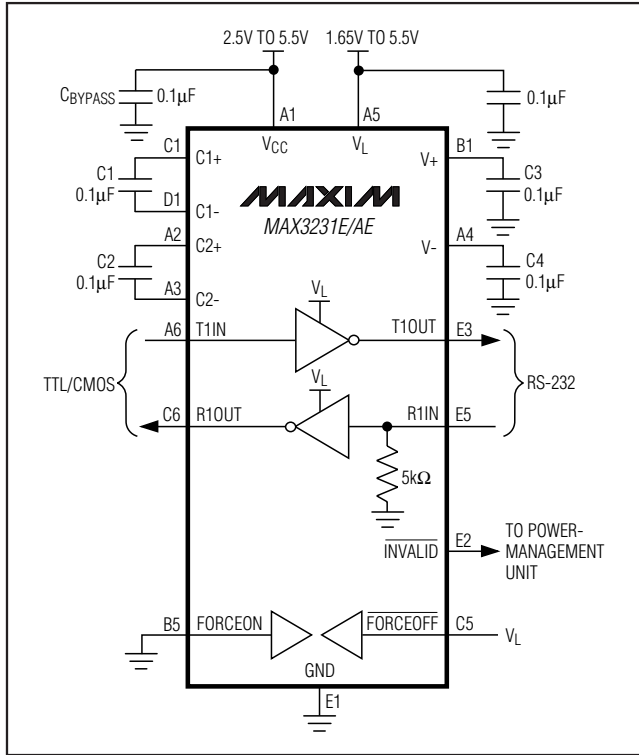 2.5V TO 5.5V
1.65V TO 5.5V
CBYPASS
0.1µF
0.1µF
A1
A5
VCC
VL
C1
C1+
V+
B1
C1
0.1µF
C3
0.1µF
D1
C1-
MAXIM
MAX3231E/AE
A2
C2+
V-
A4
C2
0.1µF
C4
0.1µF
A3
C2-
VL
A6
T1IN
T1OUT
E3
TTL/CMOS
RS-232
VL
C6
R1OUT
R1IN
E5
5kΩ
INVALID
E2
TO POWER-
MANAGEMENT
UNIT
B5
FORCEON
FORCEOFF
C5
VL
GND
E1